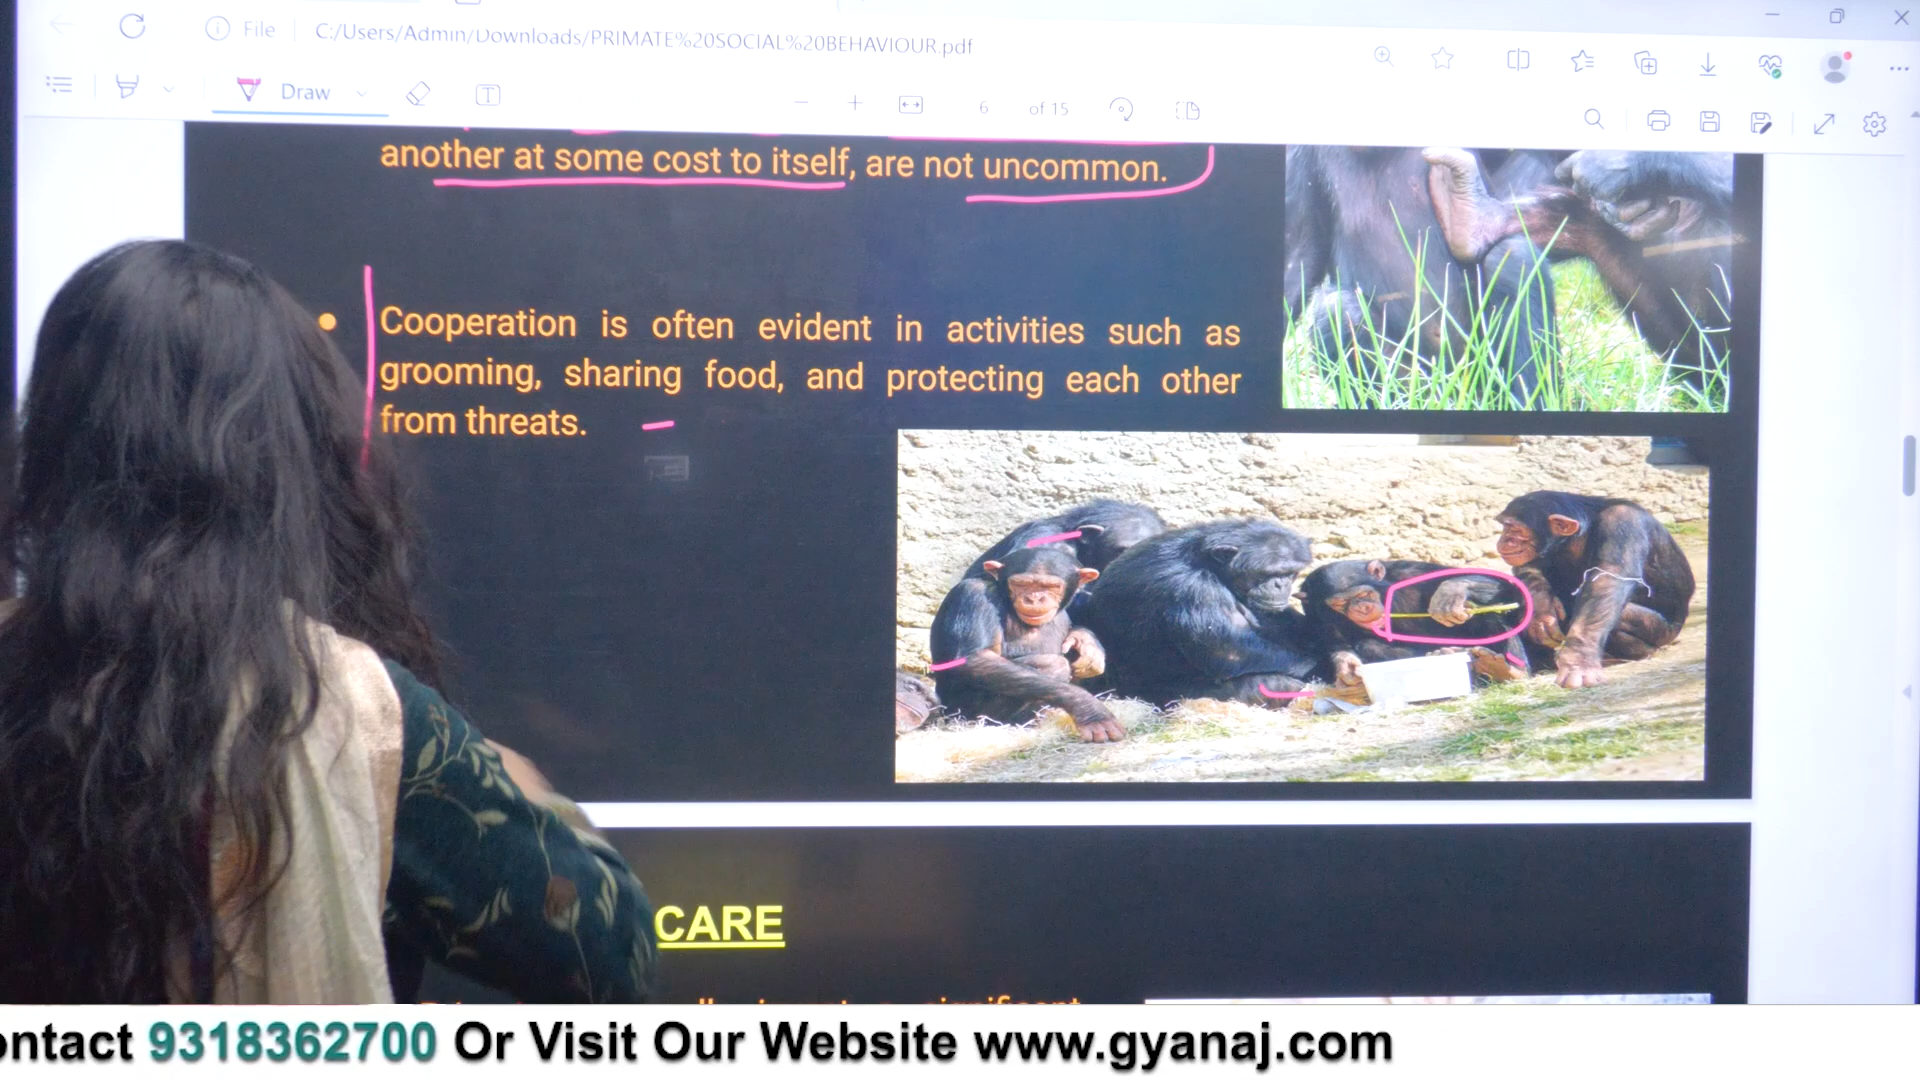 File
C:/Users/Admin/Downloads/PRIMATE%20SOCIAL%20BEHAVIOUR.pdf
Draw
6 of 15
another at some cost to itself, are not uncommon.
• Cooperation is often evident in activities such as
grooming, sharing food, and protecting each other
from threats.
CARE
significant
ontact 9318362700 Or Visit Our Website www.gyanaj.com